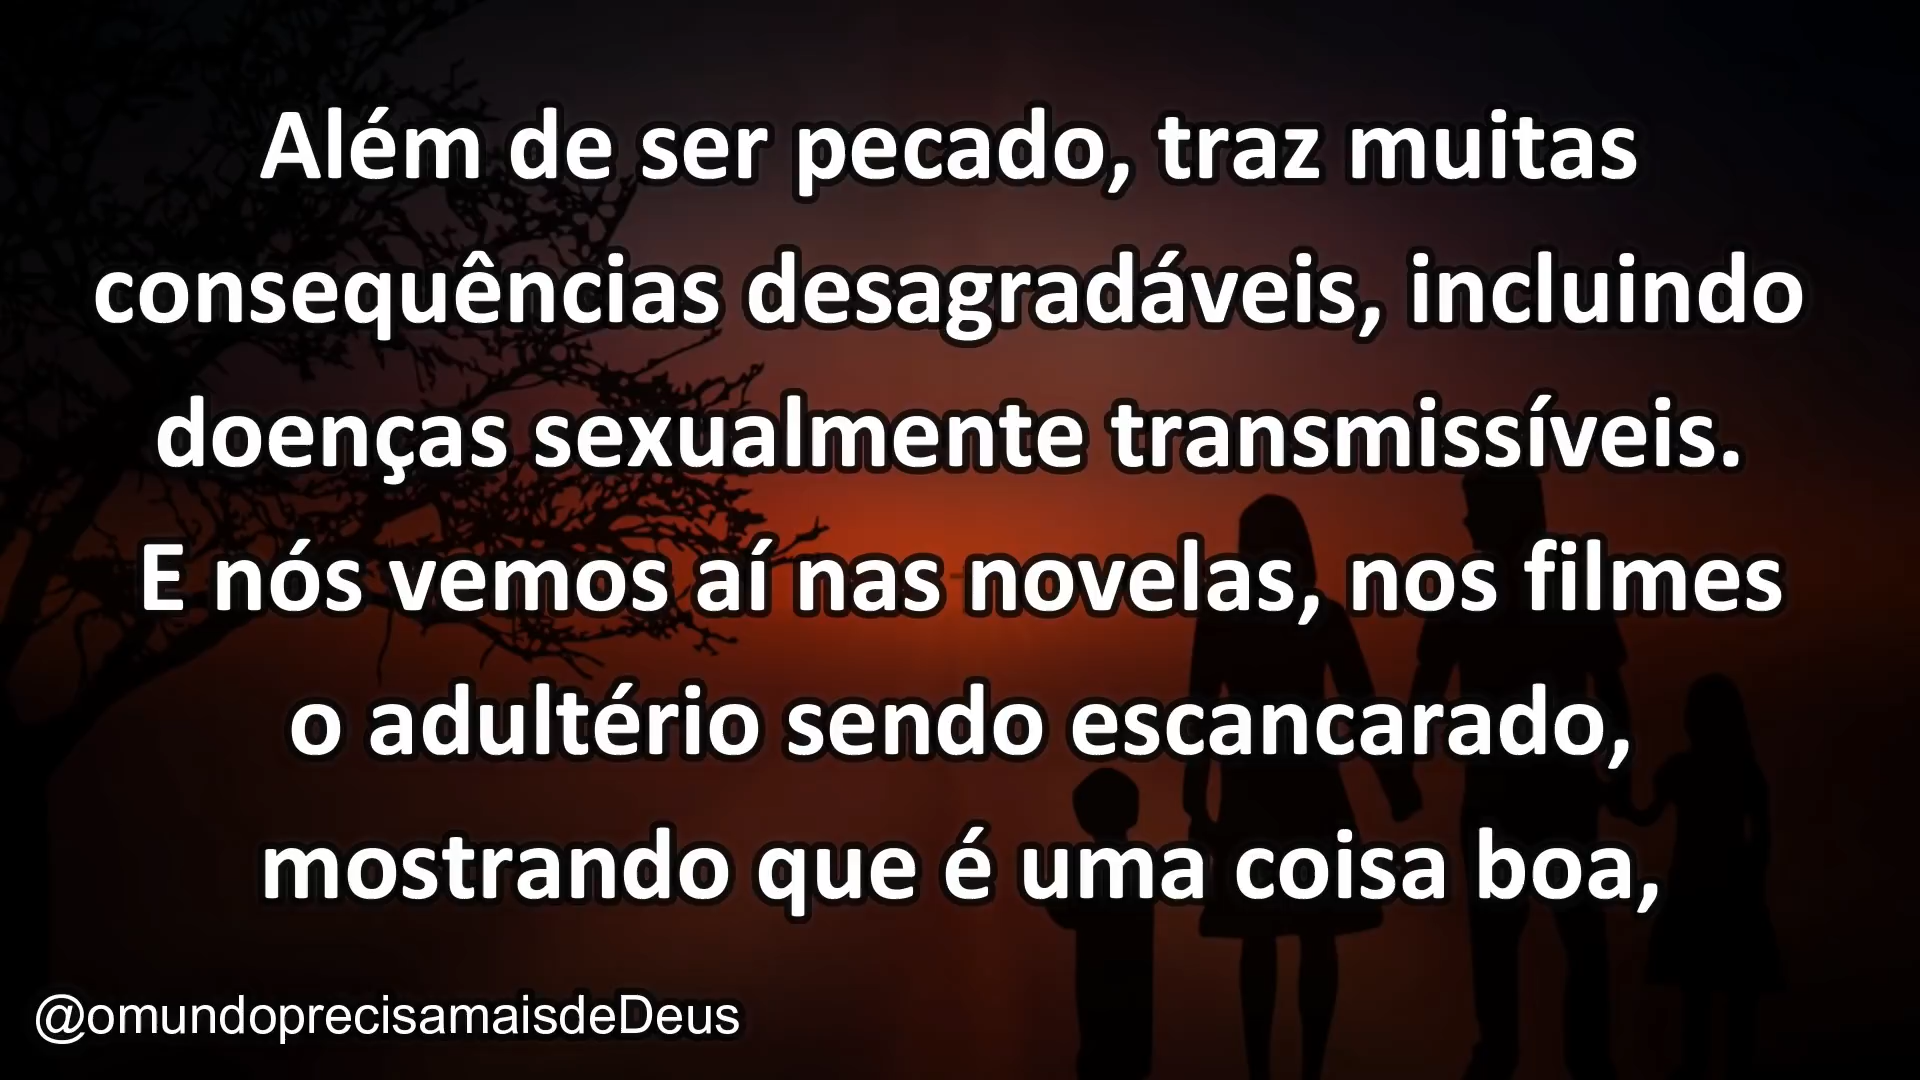 Além de ser pecado, traz muitas
consequências desagradáveis, incluindo
doenças sexualmente transmissíveis.
E nós vemos aí nas novelas, nos filmes
o adultério sendo escancarado,
mostrando que é uma coisa boa,
@omundoprecisamaisdeDeus